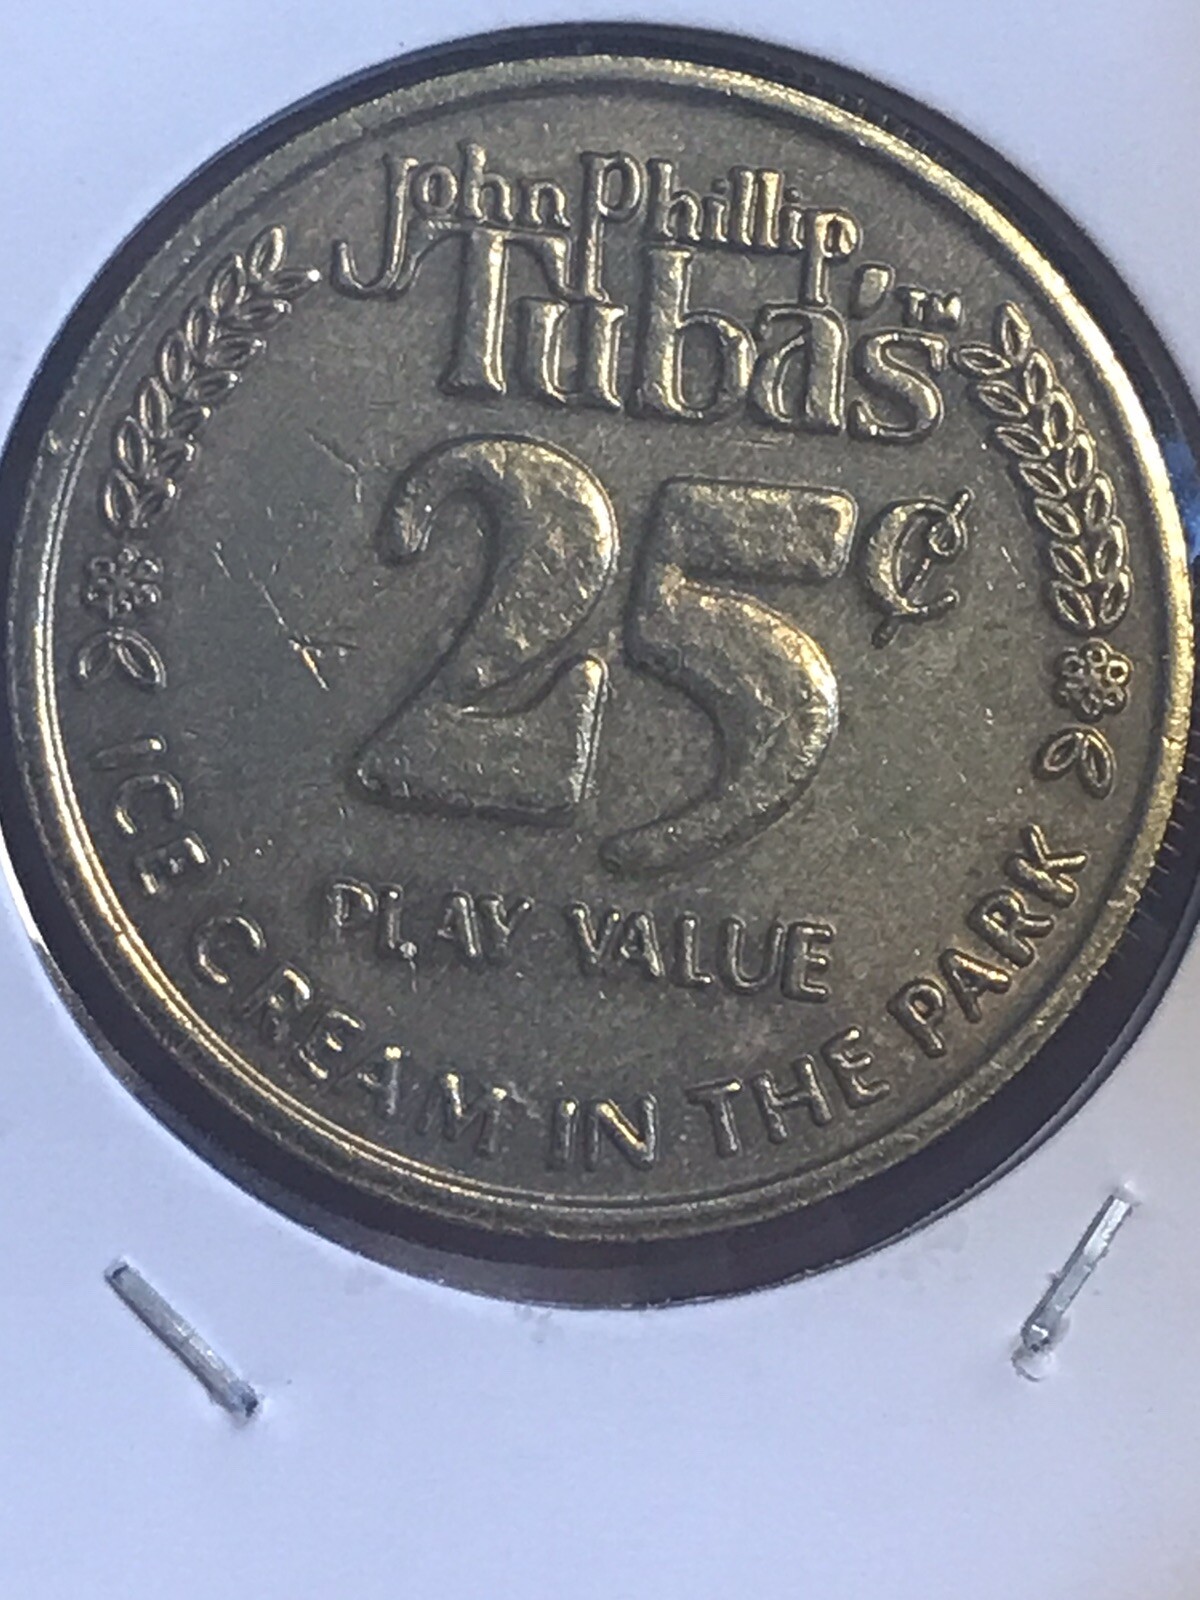 John Phillip
Tuba's™
25¢
PLAY VALUE
ICE CREAM IN THE PARK